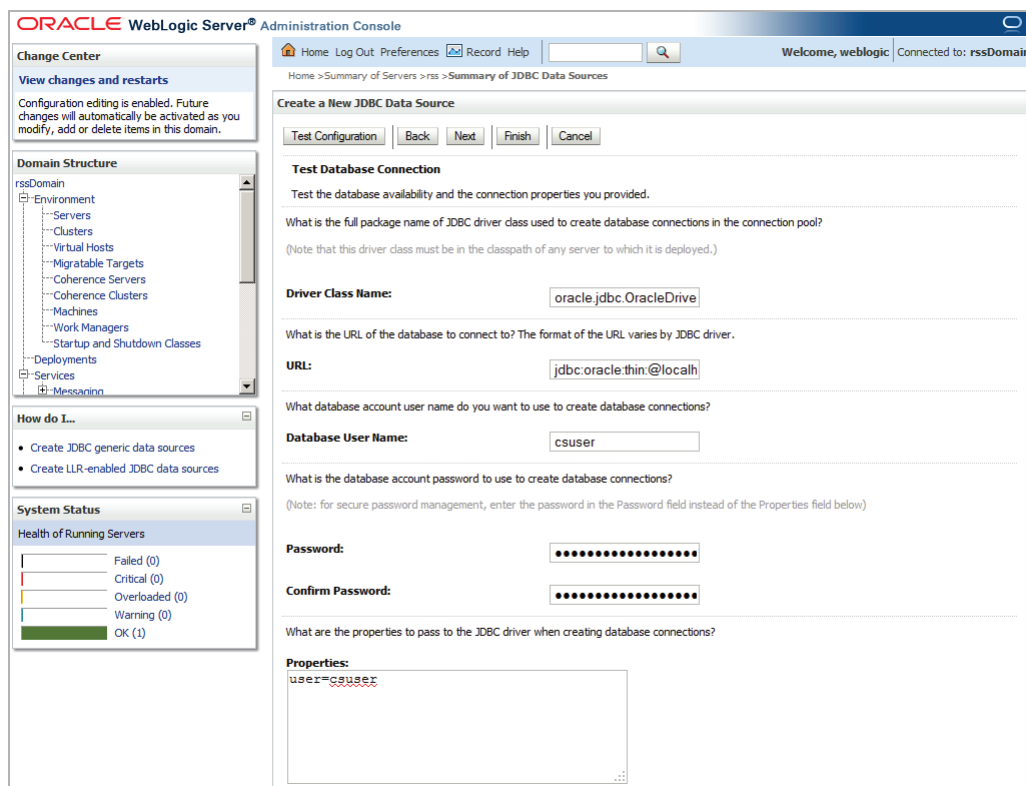 ORACLE WebLogic Server® Administration Console
Change Center
View changes and restarts
Configuration editing is enabled. Future
changes will automatically be activated as you
modify, add or delete items in this domain.
Domain Structure
rssDomain
Environment
Servers
Clusters
Virtual Hosts
Migratable Targets
Coherence Servers
Coherence Clusters
Machines
Work Managers
Startup and Shutdown Classes
Deployments
Services
Messaging
How do I...
Create JDBC generic data sources
Create LLR-enabled JDBC data sources
System Status
Health of Running Servers
Failed (0)
Critical (0)
Overloaded (0)
Warning (0)
OK (1)
Home Log Out Preferences Record Help
Welcome, weblogic Connected to: rssDomain
Home >Summary of Servers >rss >Summary of JDBC Data Sources
Create a New JDBC Data Source
Test Configuration Back Next Finish Cancel
Test Database Connection
Test the database availability and the connection properties you provided.
What is the full package name of JDBC driver class used to create database connections in the connection pool?
(Note that this driver class must be in the classpath of any server to which it is deployed.)
Driver Class Name: oracle.jdbc.OracleDrive
What is the URL of the database to connect to? The format of the URL varies by JDBC driver.
URL: jdbc:oracle:thin:@localh
What database account user name do you want to use to create database connections?
Database User Name: csuser
What is the database account password to use to create database connections?
(Note: for secure password management, enter the password in the Password field instead of the Properties field below)
Password:
Confirm Password:
What are the properties to pass to the JDBC driver when creating database connections?
Properties:
user=csuser